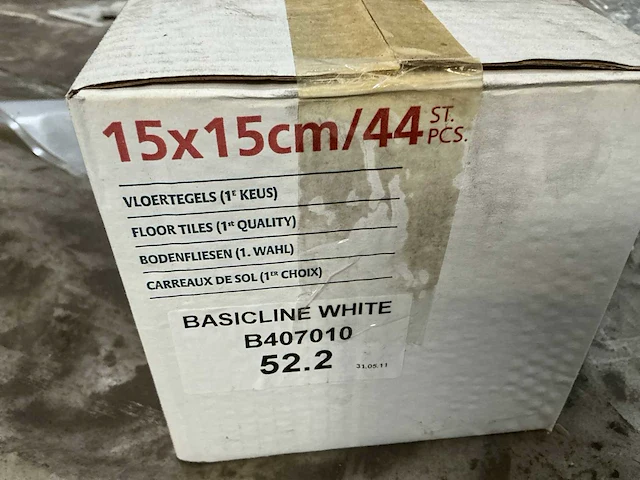 15x15cm/44 ST. PCS.
VLOERTEGELS (1E KEUS)
FLOOR TILES (1st QUALITY)
BODENFLIESEN (1. WAHL)
CARREAUX DE SOL (1ER CHOIX)
BASICLINE WHITE
B407010
52.2 31.05.11